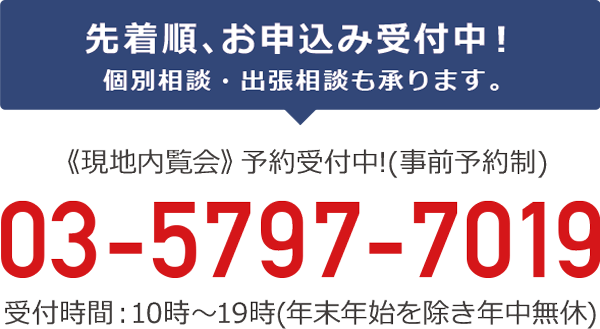 先着順、お申込み受付中！
個別相談・出張相談も承ります。
《現地内覧会》予約受付中!(事前予約制)
03-5797-7019
受付時間：10時〜19時(年末年始を除き年中無休)